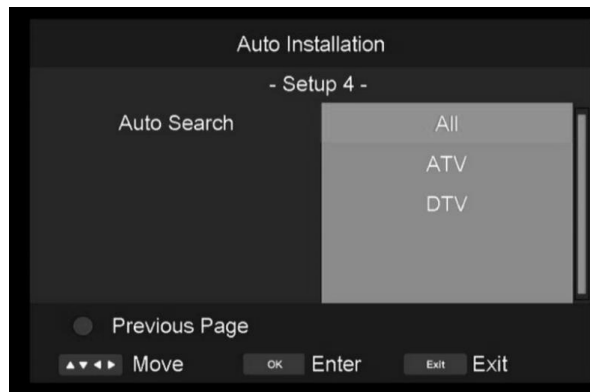 Auto Installation
- Setup 4 -
Auto Search
All
ATV
DTV
Previous Page
Move OK Enter Exit Exit